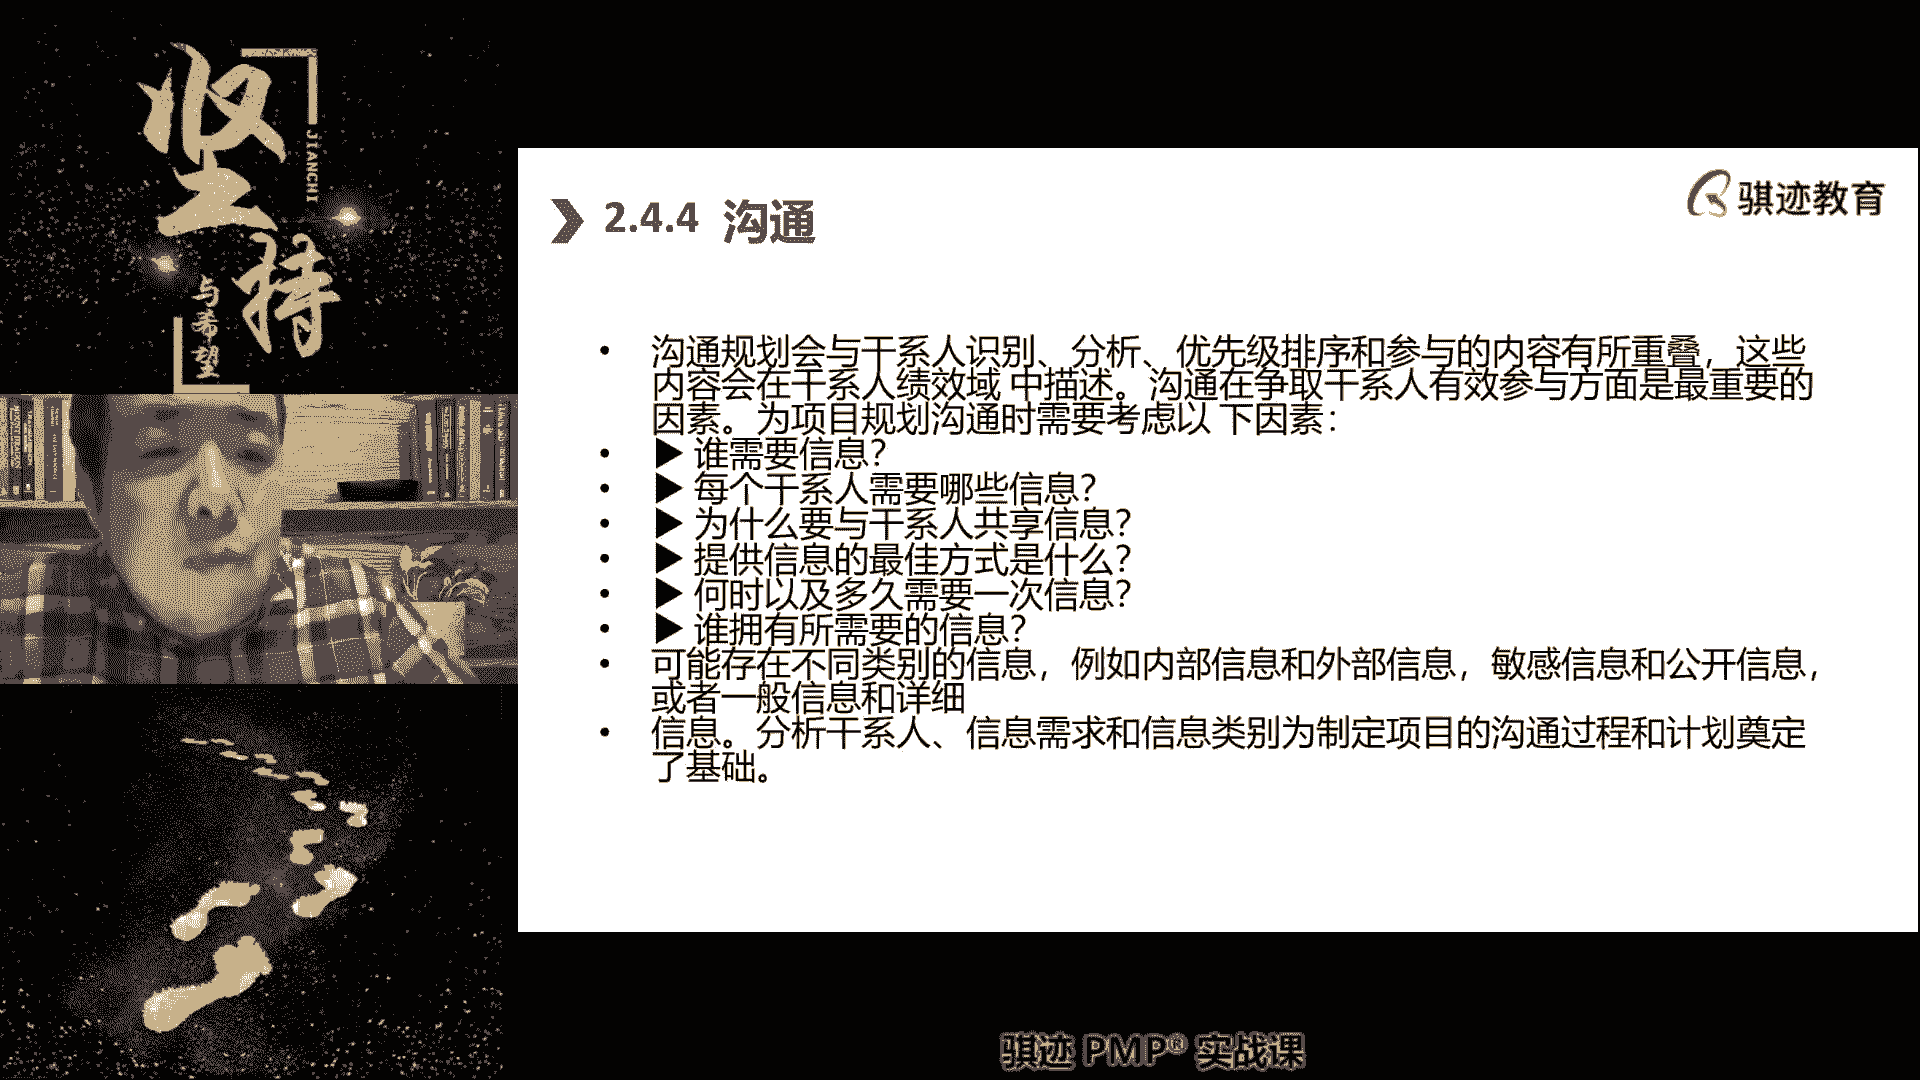 坚持
JIANCHI
与希望
骐迹教育
2.4.4 沟通
• 沟通规划会与干系人识别、分析、优先级排序和参与的内容有所重叠，这些
内容会在干系人绩效域 中描述。沟通在争取干系人有效参与方面是最重要的
因素。为项目规划沟通时需要考虑以 下因素：
• ▶ 谁需要信息？
• ▶ 每个干系人需要哪些信息？
• ▶ 为什么要与干系人共享信息？
• ▶ 提供信息的最佳方式是什么？
• ▶ 何时以及多久需要一次信息？
• ▶ 谁拥有所需要的信息？
• 可能存在不同类别的信息，例如内部信息和外部信息，敏感信息和公开信息，
或者一般信息和详细
• 信息。分析干系人、信息需求和信息类别为制定项目的沟通过程和计划奠定
了基础。
骐迹 PMP® 实战课